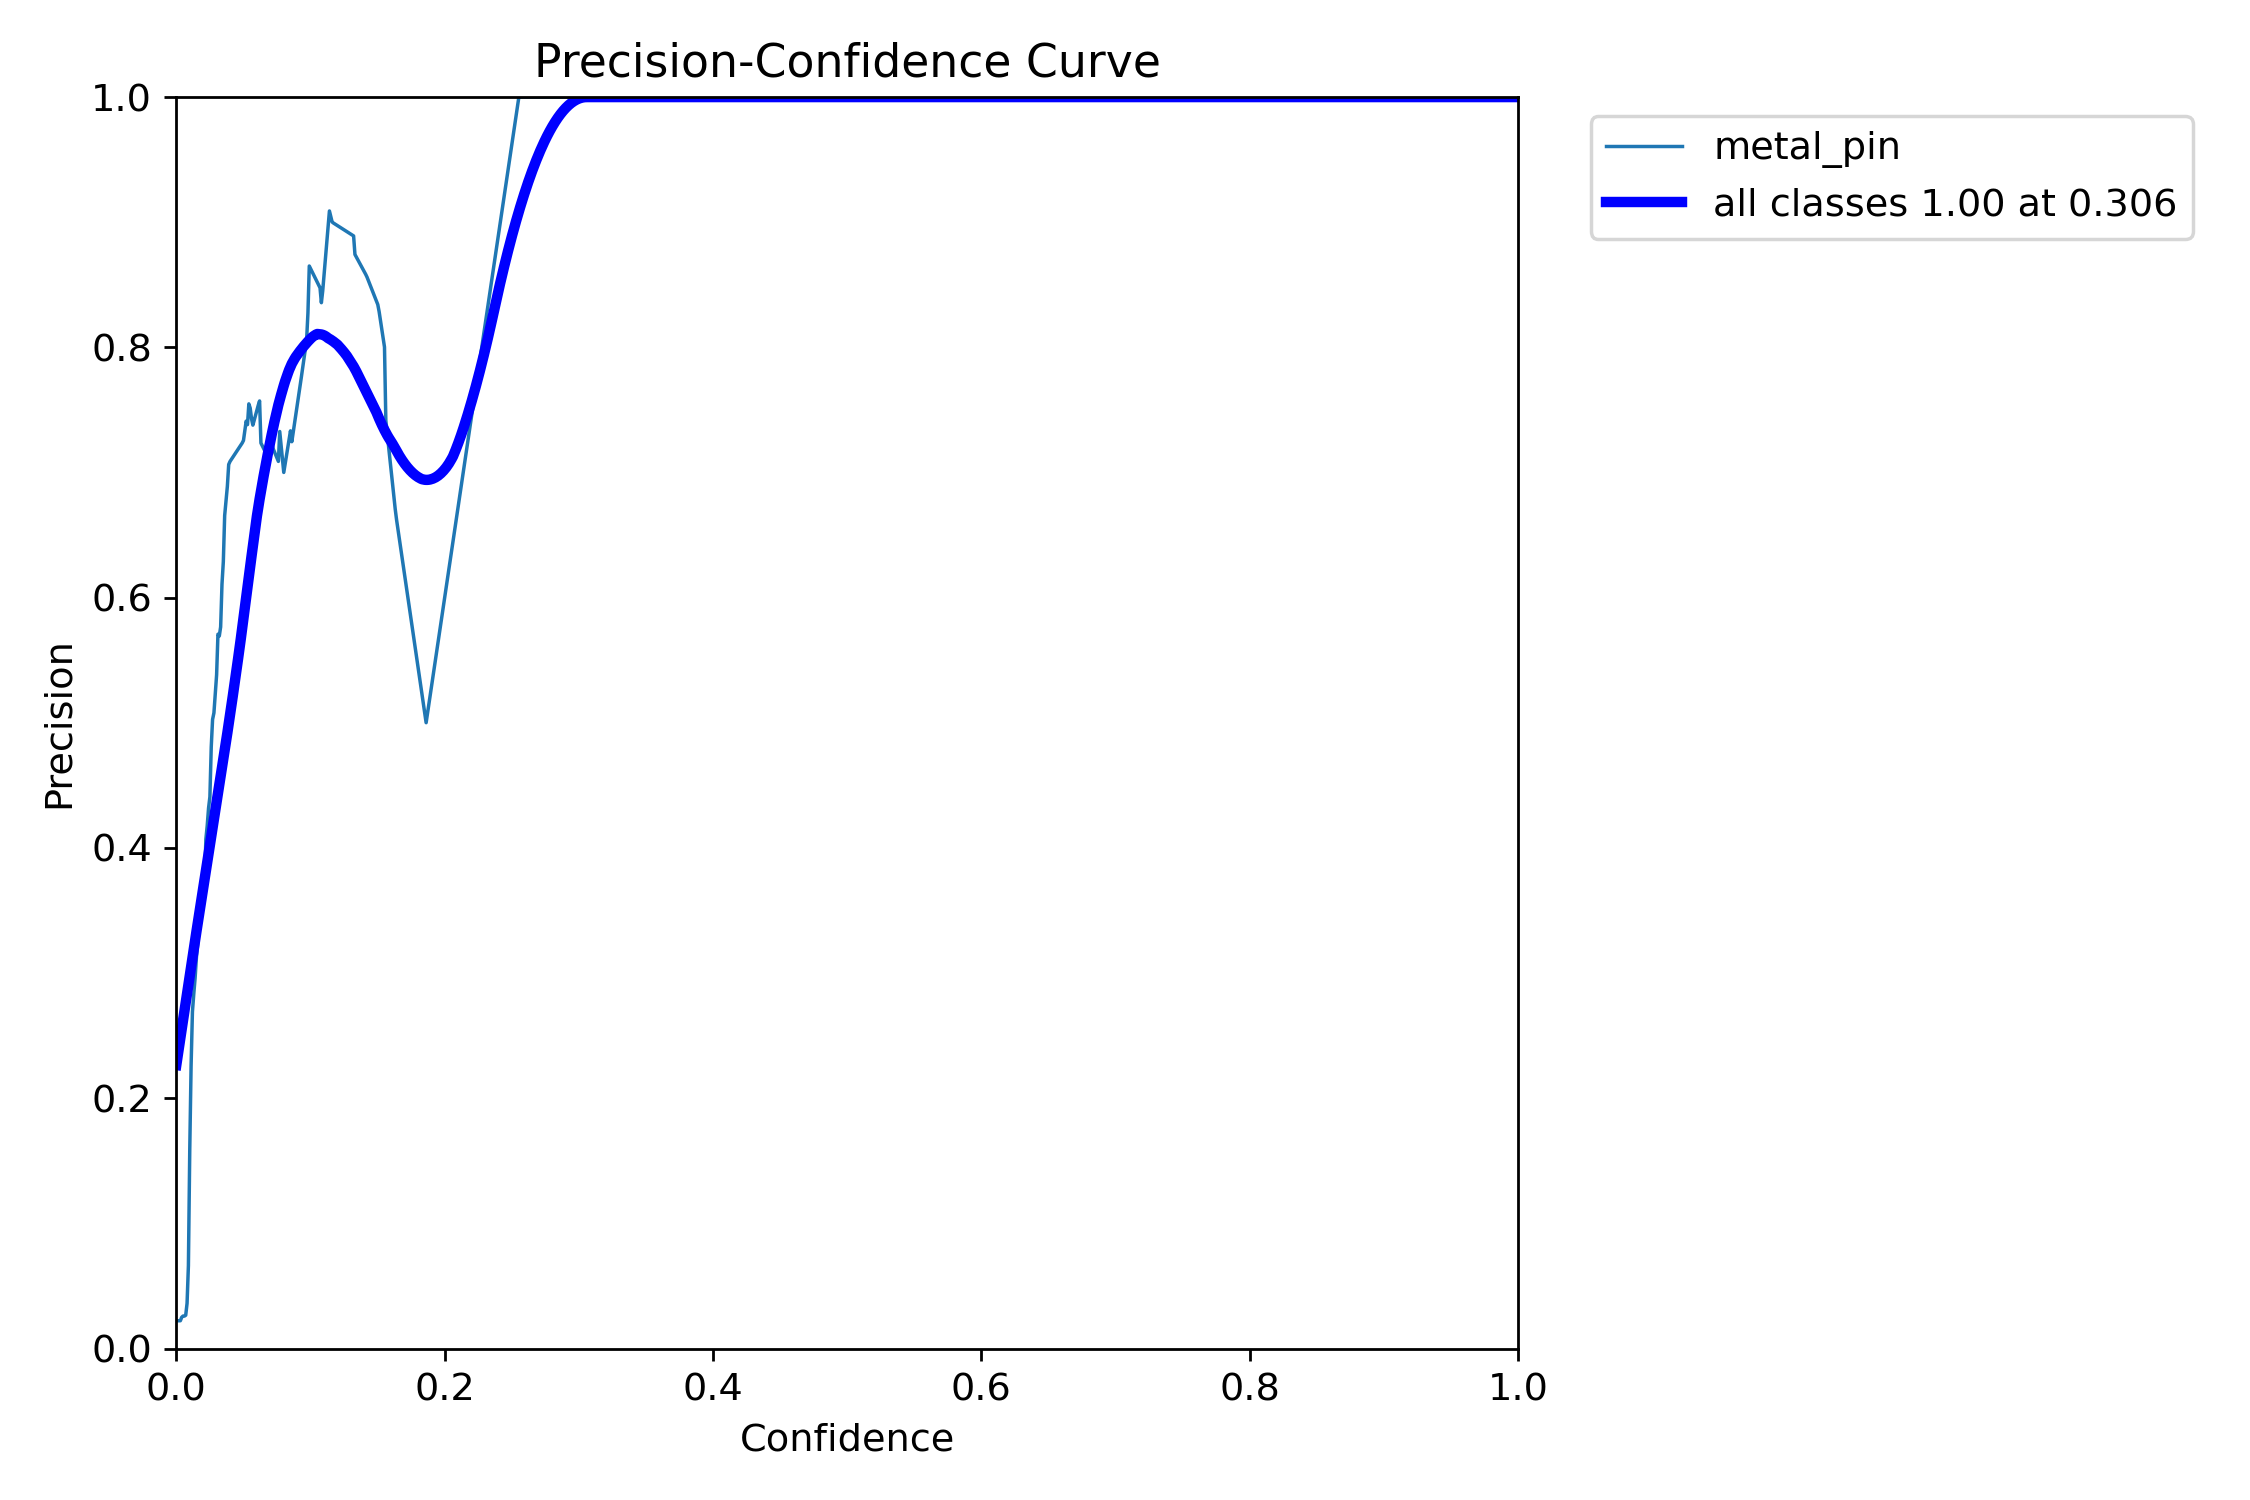 Precision-Confidence Curve
1.0
0.8
0.6
0.4
0.2
0.0
Precision
0.0 0.2 0.4 0.6 0.8 1.0
Confidence
metal_pin
all classes 1.00 at 0.306